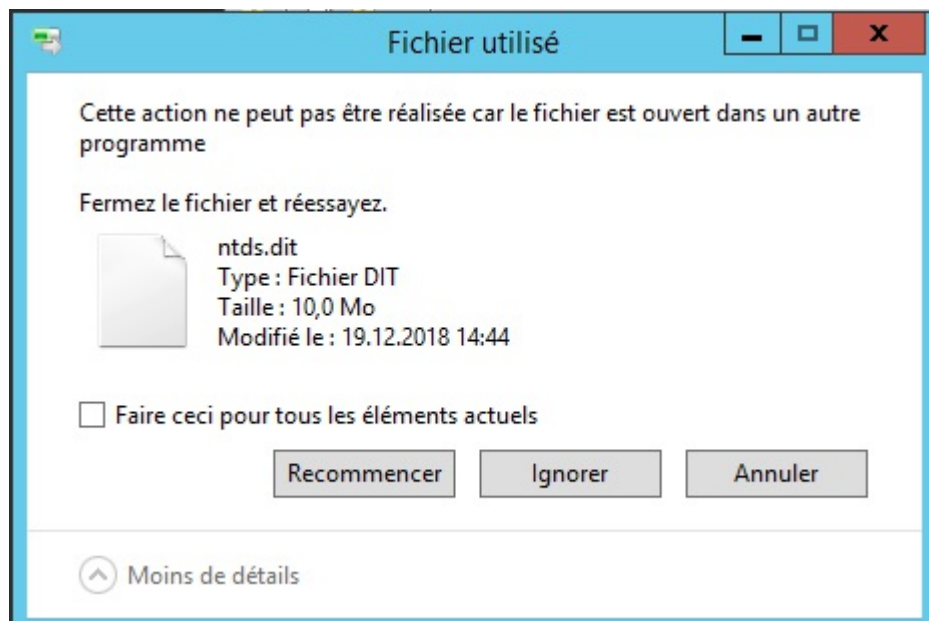 Fichier utilisé
Cette action ne peut pas être réalisée car le fichier est ouvert dans un autre
programme
Fermez le fichier et réessayez.
ntds.dit
Type : Fichier DIT
Taille : 10,0 Mo
Modifié le : 19.12.2018 14:44
Faire ceci pour tous les éléments actuels
Recommencer Ignorer Annuler
Moins de détails